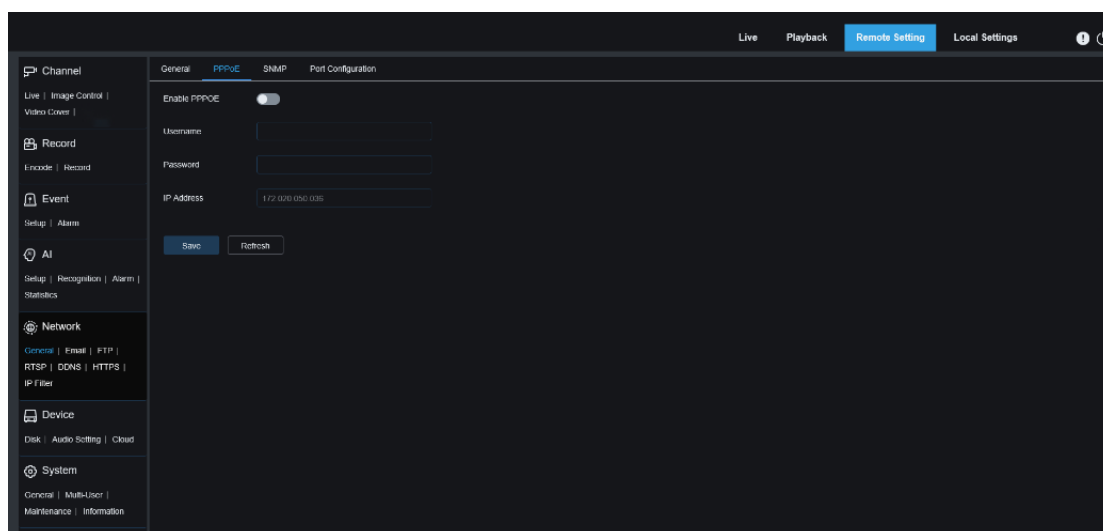 Live Playback Remote Setting Local Settings
Channel
Live | Image Control |
Video Cover |
Record
Encode | Record
Event
Setup | Alarm
AI
Setup | Recognition | Alarm |
Statistics
Network
General | Email | FTP |
RTSP | DDNS | HTTPS |
IP Filter
Device
Disk | Audio Setting | Cloud
System
General | Multi-User |
Maintenance | Information
General PPPoE SNMP Port Configuration
Enable PPPOE
Username
Password
IP Address 172.020.050.035
Save Refresh